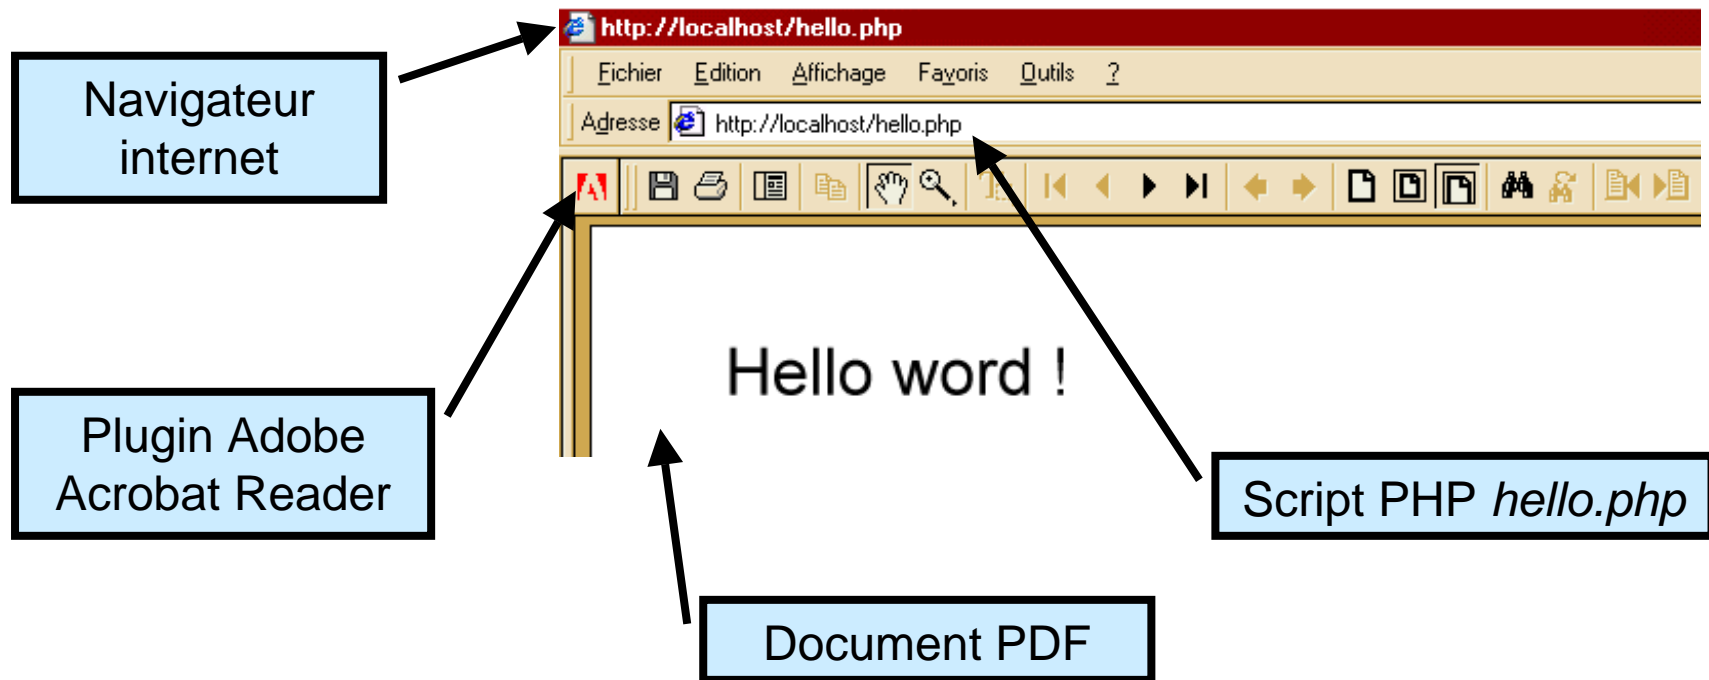 http://localhost/hello.php
Navigateur
internet
Fichier Edition Affichage Favoris Outils ?
Adresse http://localhost/hello.php
Hello word !
Plugin Adobe
Acrobat Reader
Script PHP hello.php
Document PDF